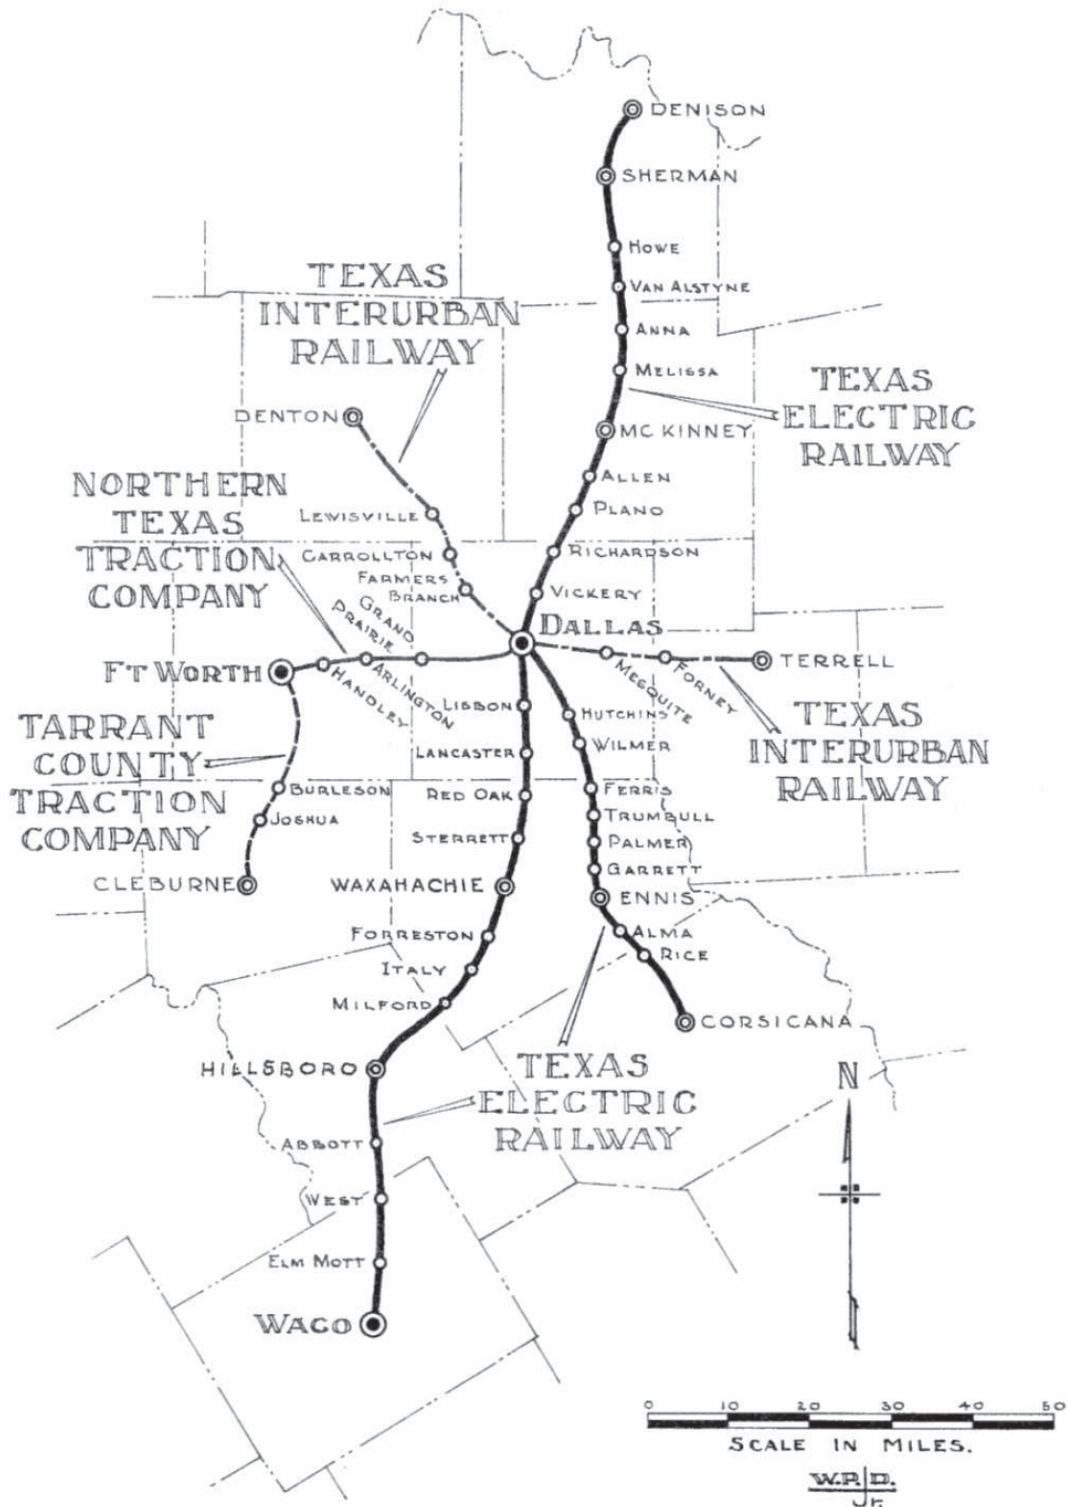 DENISON
SHERMAN
HOWE
VAN ALSTYNE
TEXAS
INTERURBAN
RAILWAY
ANNA
MELISSA
TEXAS
ELECTRIC
RAILWAY
DENTON
MCKINNEY
ALLEN
NORTHERN
TEXAS
TRACTION
COMPANY
LEWISVILLE
PLANO
CARROLLTON
RICHARDSON
FARMERS
BRANCH
VICKERY
GRAND
PRAIRIE
DALLAS
FT WORTH
HANDLEY
ARLINGTON
MESQUITE
FORNEY
TERRELL
TARRANT
COUNTY
TRACTION
COMPANY
LISBON
HUTCHINS
TEXAS
INTERURBAN
RAILWAY
LANCASTER
WILMER
BURLESON
RED OAK
FERRIS
JOSHUA
TRUMBULL
STERRETT
PALMER
GARRETT
CLEBURNE
WAXAHACHIE
ENNIS
FORRESTON
ALMA
ITALY
RICE
MILFORD
CORSICANA
HILLSBORO
TEXAS
ELECTRIC
RAILWAY
N
ABBOTT
WEST
ELM MOTT
WACO
0 10 20 30 40 50
SCALE IN MILES.
W.P.D.
Jr.